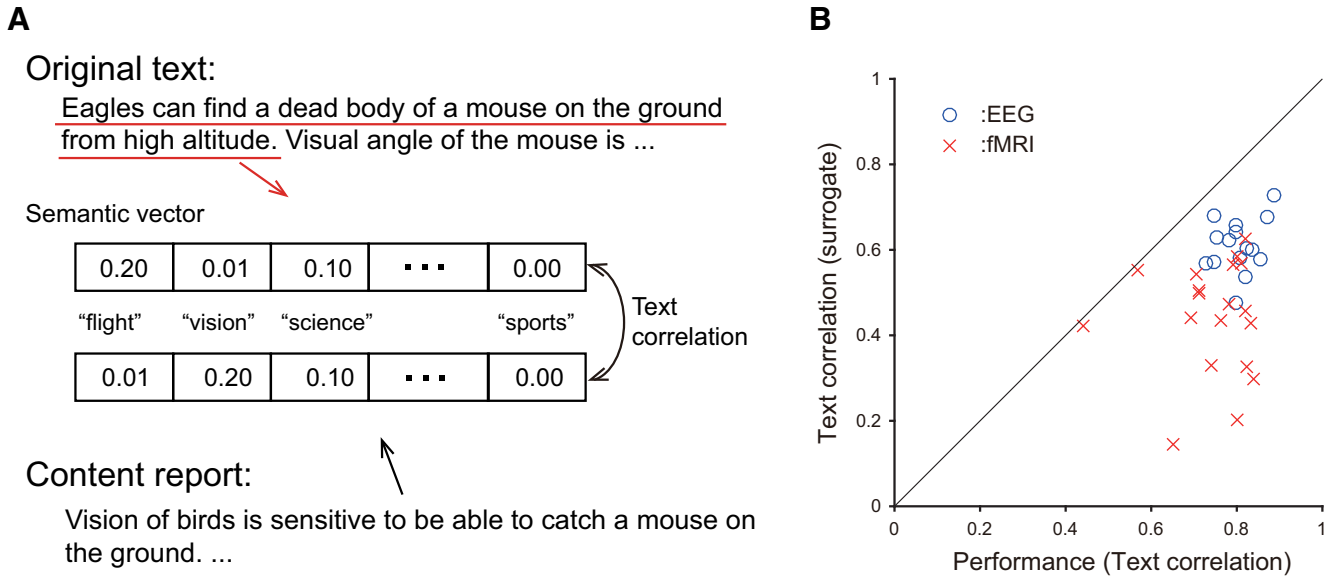 A
Original text:
Eagles can find a dead body of a mouse on the ground
from high altitude. Visual angle of the mouse is ...
Semantic vector
0.20 0.01 0.10 ... 0.00
“flight” “vision” “science” “sports”
0.01 0.20 0.10 ... 0.00
Text
correlation
Content report:
Vision of birds is sensitive to be able to catch a mouse on
the ground. ...
B
:EEG
:fMRI
Text correlation (surrogate)
1
0.8
0.6
0.4
0.2
0
0 0.2 0.4 0.6 0.8 1
Performance (Text correlation)